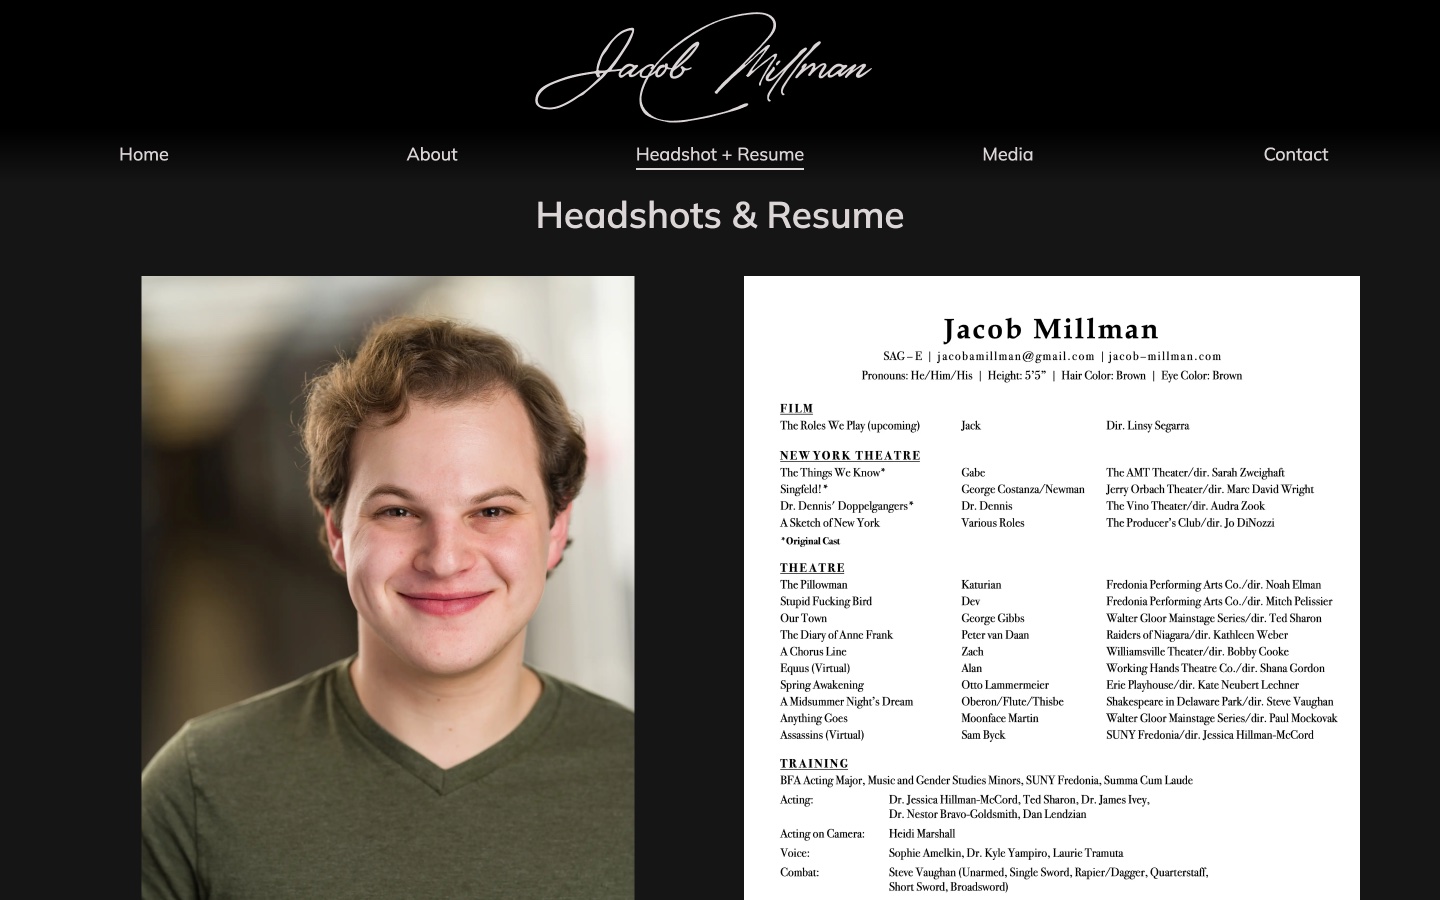 Jacob Millman
Home About Headshot + Resume Media Contact
Headshots & Resume
Jacob Millman
SAG–E | jacobamillman@gmail.com | jacob-millman.com
Pronouns: He/Him/His | Height: 5’5” | Hair Color: Brown | Eye Color: Brown
FILM
The Roles We Play (upcoming) Jack Dir. Linsy Segarra
NEW YORK THEATRE
The Things We Know* Gabe The AMT Theater/dir. Sarah Zweighaft
Singfeld!* George Costanza/Newman Jerry Orbach Theater/dir. Marc David Wright
Dr. Dennis' Doppelgangers* Dr. Dennis The Vino Theater/dir. Audra Zook
A Sketch of New York Various Roles The Producer’s Club/dir. Jo DiNozzi
*Original Cast
THEATRE
The Pillowman Katurian Fredonia Performing Arts Co./dir. Noah Elman
Stupid Fucking Bird Dev Fredonia Performing Arts Co./dir. Mitch Pelissier
Our Town George Gibbs Walter Gloor Mainstage Series/dir. Ted Sharon
The Diary of Anne Frank Peter van Daan Raiders of Niagara/dir. Kathleen Weber
A Chorus Line Zach Williamsville Theater/dir. Bobby Cooke
Equus (Virtual) Alan Working Hands Theatre Co./dir. Shana Gordon
Spring Awakening Otto Lammermeier Erie Playhouse/dir. Kate Neubert Lechner
A Midsummer Night’s Dream Oberon/Flute/Thisbe Shakespeare in Delaware Park/dir. Steve Vaughan
Anything Goes Moonface Martin Walter Gloor Mainstage Series/dir. Paul Mockovak
Assassins (Virtual) Sam Byck SUNY Fredonia/dir. Jessica Hillman-McCord
TRAINING
BFA Acting Major, Music and Gender Studies Minors, SUNY Fredonia, Summa Cum Laude
Acting: Dr. Jessica Hillman-McCord, Ted Sharon, Dr. James Ivey,
Dr. Nestor Bravo-Goldsmith, Dan Lendzian
Acting on Camera: Heidi Marshall
Voice: Sophie Amelkin, Dr. Kyle Yampiro, Laurie Tramuta
Combat: Steve Vaughan (Unarmed, Single Sword, Rapier/Dagger, Quarterstaff,
Short Sword, Broadsword)